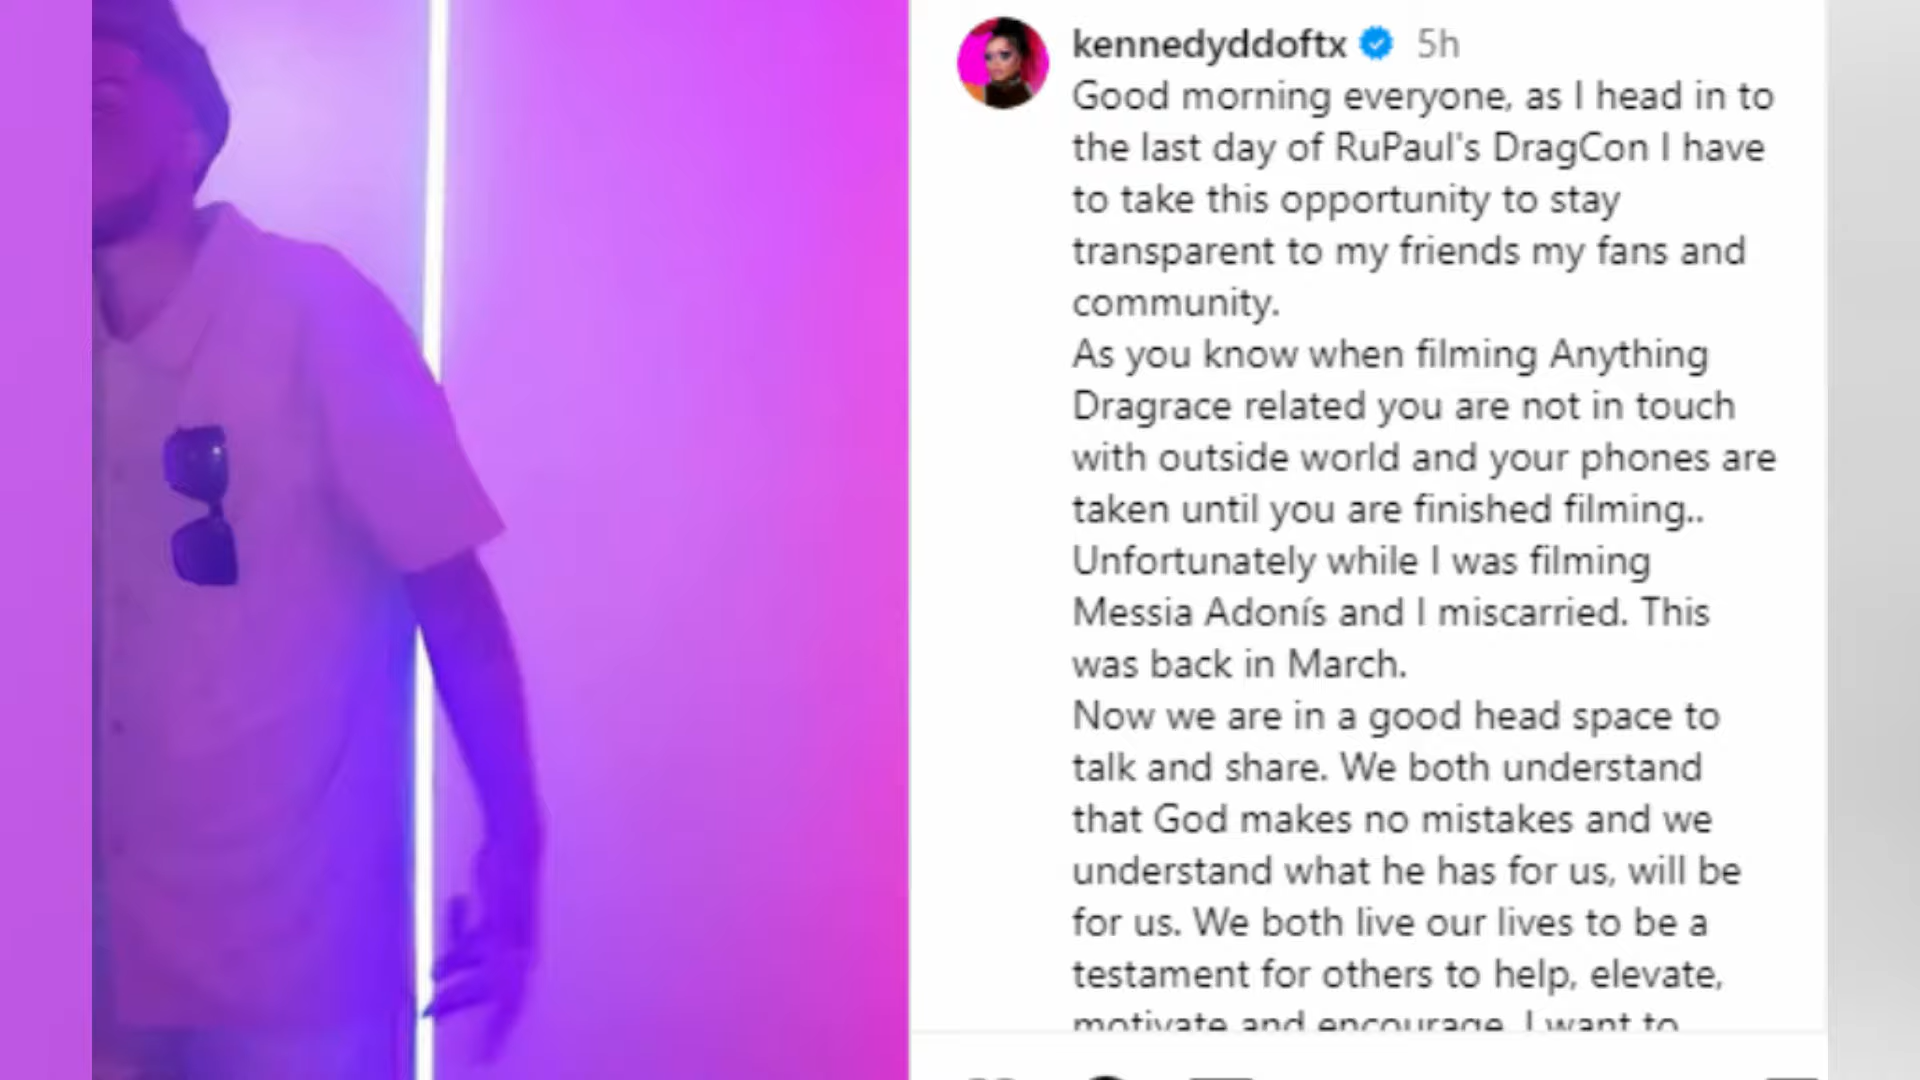 kennedyddoftx 5h
Good morning everyone, as I head in to
the last day of RuPaul's DragCon I have
to take this opportunity to stay
transparent to my friends my fans and
community.
As you know when filming Anything
Dragrace related you are not in touch
with outside world and your phones are
taken until you are finished filming..
Unfortunately while I was filming
Messia Adonís and I miscarried. This
was back in March.
Now we are in a good head space to
talk and share. We both understand
that God makes no mistakes and we
understand what he has for us, will be
for us. We both live our lives to be a
testament for others to help, elevate,
motivate and encourage. I want to